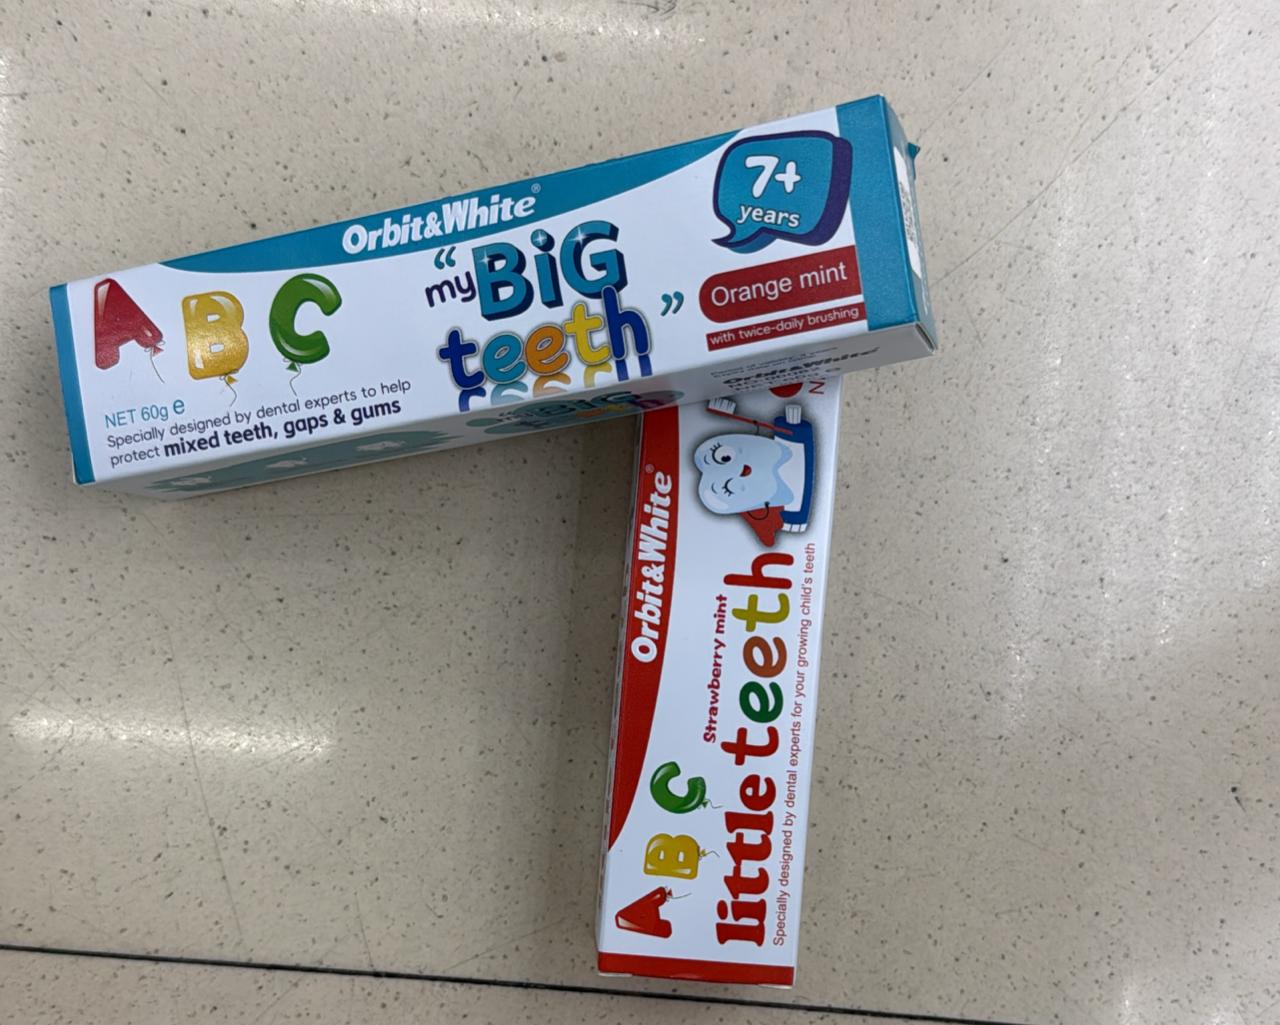 Orbit&White®
7+
years
A B C
“my BiG
teeth”
Orange mint
with twice-daily brushing
NET 60g e
Specially designed by dental experts to help
protect mixed teeth, gaps & gums
Orbit&White
Orbit&White®
Strawberry mint
A B C
little teeth
Specially designed by dental experts for your growing child's teeth